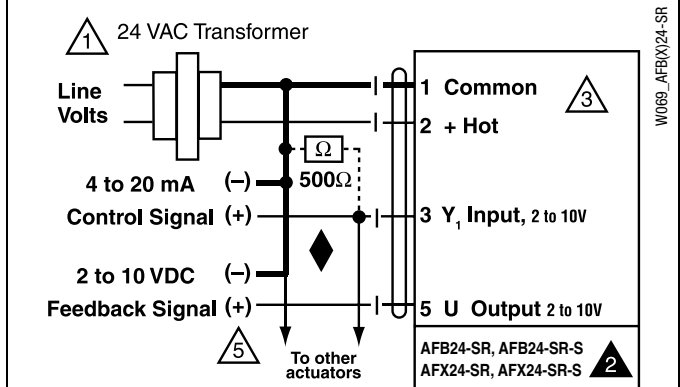 1 24 VAC Transformer
Line
Volts
1 Common
3
2 + Hot
Ω
500Ω
4 to 20 mA (–)
Control Signal (+)
3 Y1 Input, 2 to 10V
2 to 10 VDC (–)
Feedback Signal (+)
5 U Output 2 to 10V
5
To other
actuators
AFB24-SR, AFB24-SR-S
AFX24-SR, AFX24-SR-S
2
W069_AFB(X)24-SR